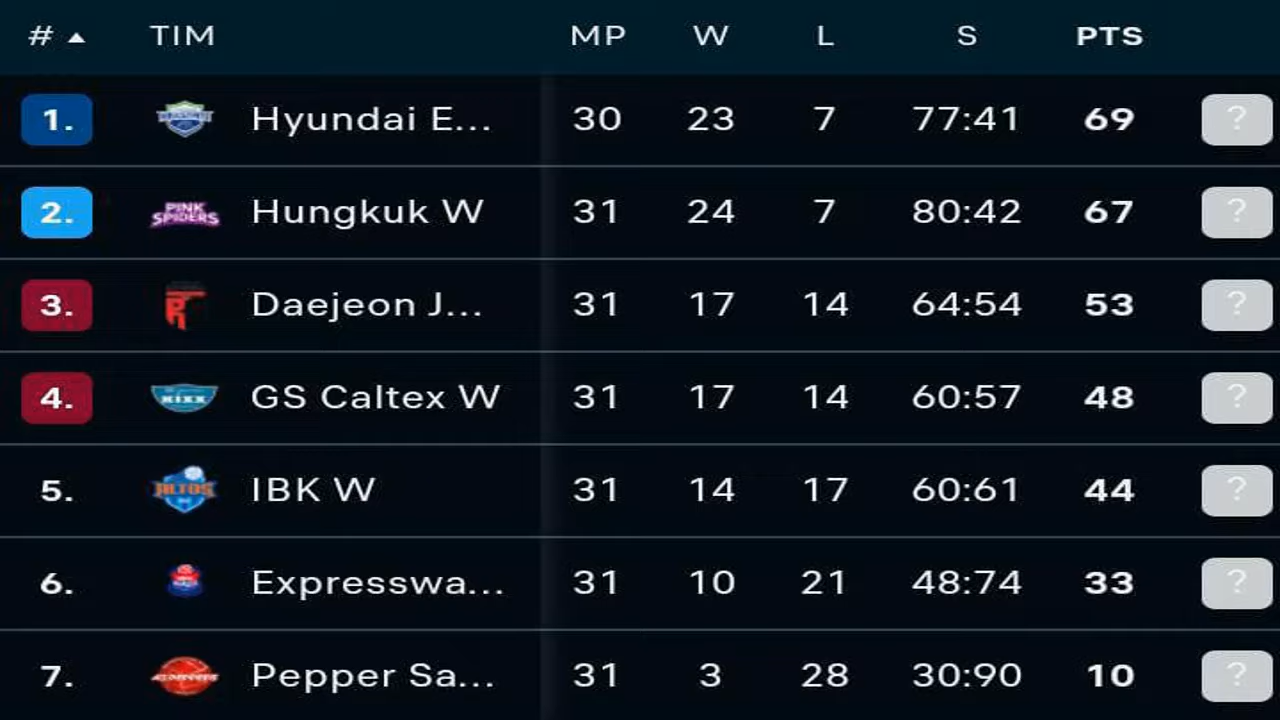 # ▲ TIM MP W L S PTS
1. Hyundai E... 30 23 7 77:41 69 ?
2. PINK SPIDERS Hungkuk W 31 24 7 80:42 67 ?
3. Daejeon J... 31 17 14 64:54 53 ?
4. KIXX GS Caltex W 31 17 14 60:57 48 ?
5. ALTOS IBK W 31 14 17 60:61 44 ?
6. Expresswa... 31 10 21 48:74 33 ?
7. Pepper Sa... 31 3 28 30:90 10 ?